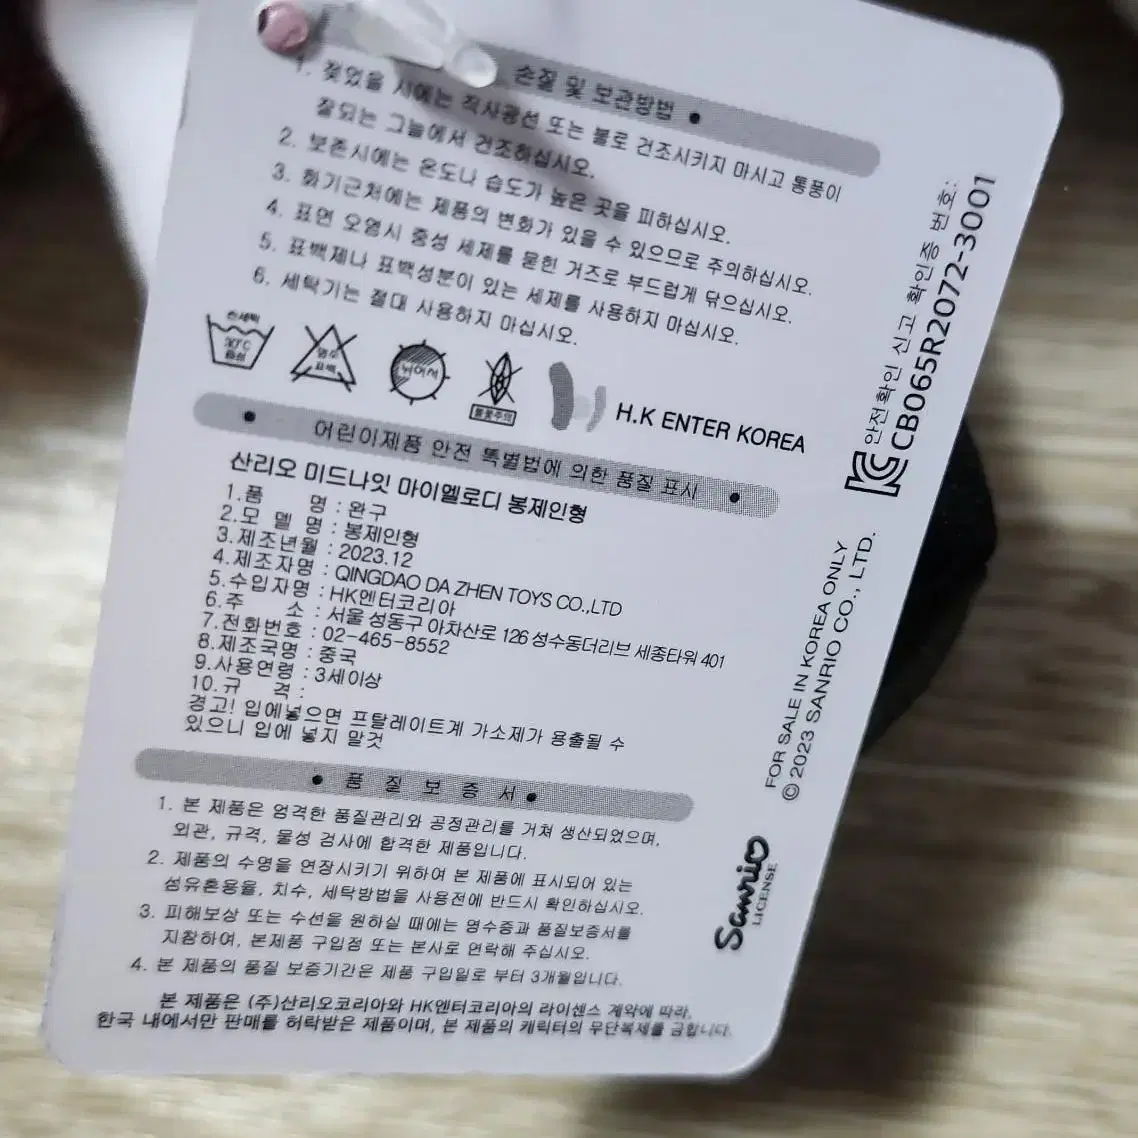 손질 및 보관방법 ●
1. 젖었을 시에는 직사광선 또는 불로 건조시키지 마시고 통풍이
잘되는 그늘에서 건조하십시오.
2. 보존시에는 온도나 습도가 높은 곳을 피하십시오.
3. 화기근처에는 제품의 변화가 있을 수 있으므로 주의하십시오.
4. 표면 오염시 중성 세제를 묻힌 거즈로 부드럽게 닦으십시오.
5. 표백제나 표백성분이 있는 세제를 사용하지 마십시오.
6. 세탁기는 절대 사용하지 마십시오.
손세탁
30℃
중성
염소
표백
뉘어서
불꽃주의
H.K ENTER KOREA
● 어린이제품 안전 특별법에 의한 품질 표시 ●
산리오 미드나잇 마이멜로디 봉제인형
1.품 명 : 완구
2.모 델 명 : 봉제인형
3.제조년월 : 2023.12
4.제조자명 : QINGDAO DA ZHEN TOYS CO.,LTD
5.수입자명 : HK엔터코리아
6.주 소 : 서울 성동구 아차산로 126 성수동더리브 세종타워 401
7.전화번호 : 02-465-8552
8.제조국명 : 중국
9.사용연령 : 3세이상
10.규 격 :
경고! 입에넣으면 프탈레이트계 가소제가 용출될 수
있으니 입에 넣지 말것
● 품 질 보 증 서 ●
1. 본 제품은 엄격한 품질관리와 공정관리를 거쳐 생산되었으며,
외관, 규격, 물성 검사에 합격한 제품입니다.
2. 제품의 수명을 연장시키기 위하여 본 제품에 표시되어 있는
섬유혼용율, 치수, 세탁방법을 사용전에 반드시 확인하십시오.
3. 피해보상 또는 수선을 원하실 때에는 영수증과 품질보증서를
지참하여, 본제품 구입점 또는 본사로 연락해 주십시오.
4. 본 제품의 품질 보증기간은 제품 구입일로 부터 3개월입니다.
본 제품은 (주)산리오코리아와 HK엔터코리아의 라이센스 계약에 따라,
한국 내에서만 판매를 허락받은 제품이며, 본 제품의 캐릭터의 무단복제를 금합니다.
안전확인 신고 확인증 번호:
CB065R2072-3001
FOR SALE IN KOREA ONLY
© 2023 SANRIO CO., LTD.
Sanrio
LICENSE